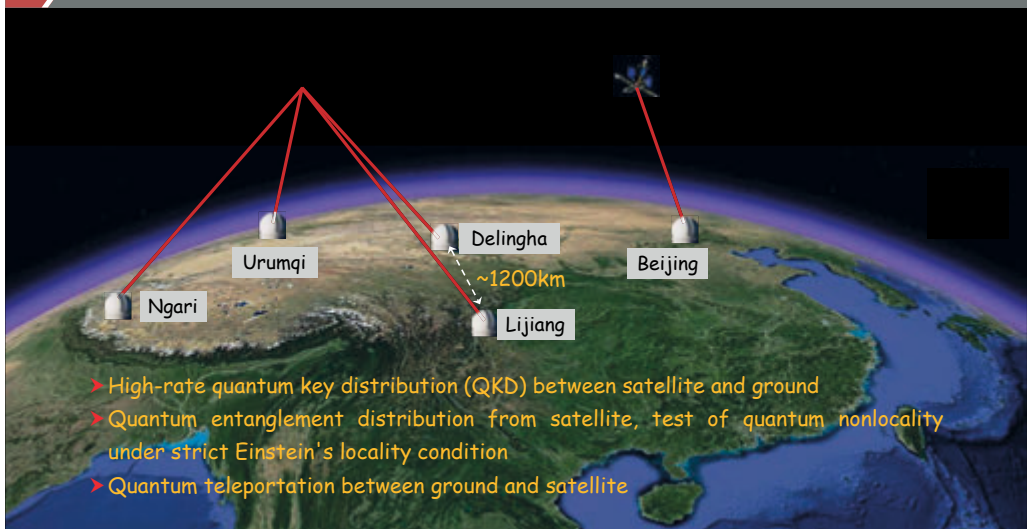 Delingha
Urumqi
Beijing
~1200km
Ngari
Lijiang
High-rate quantum key distribution (QKD) between satellite and ground
Quantum entanglement distribution from satellite, test of quantum nonlocality
under strict Einstein's locality condition
Quantum teleportation between ground and satellite